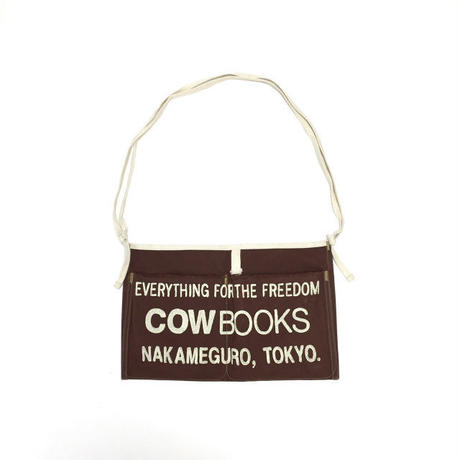 EVERYTHING FOR THE FREEDOM
COW BOOKS
NAKAMEGURO, TOKYO.